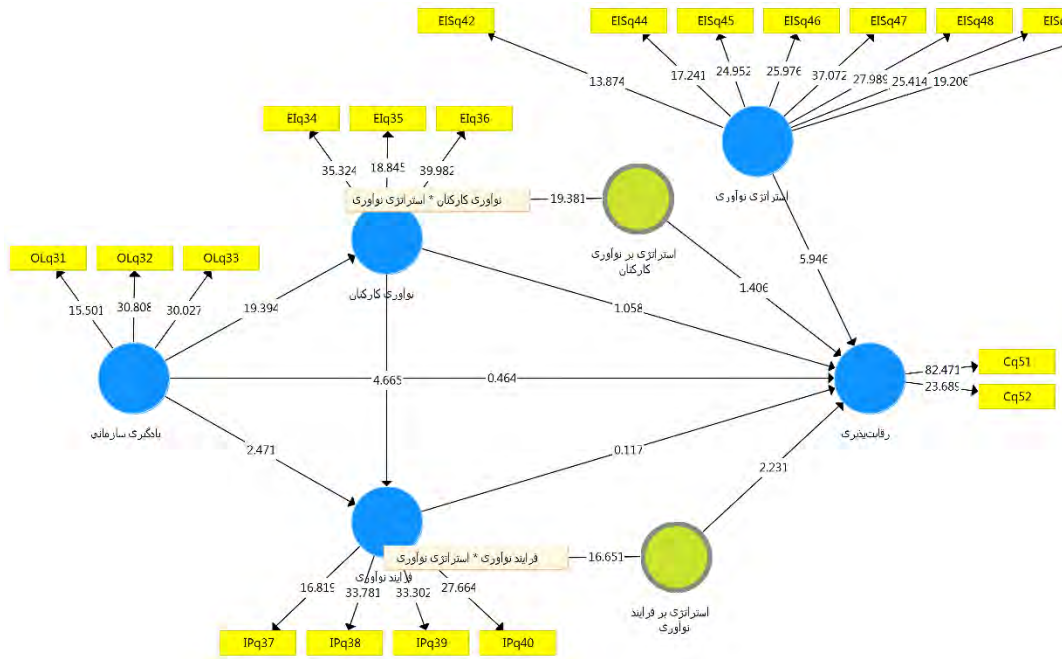 EISq42
EISq44
EISq45
EISq46
EISq47
EISq48
EISq
13.874
17.241
24.952
25.976
37.072
27.989
25.414
19.206
EIq34
EIq35
EIq36
35.324
18.845
39.982
نوآوری کارکنان * استراتژی نوآوری
19.381
استراتژی نوآوری
OLq31
OLq32
OLq33
15.501
30.808
30.027
استراتژی بر نوآوری
کارکنان
نوآوری کارکنان
19.394
5.946
1.406
1.058
4.665
0.464
82.471
23.689
Cq51
Cq52
یادگیری سازمانی
رقابت‌پذیری
2.471
0.117
2.231
فرایند نوآوری * استراتژی نوآوری
16.651
فرایند نوآوری
16.819
33.781
33.302
27.664
استراتژی بر فرایند
نوآوری
IPq37
IPq38
IPq39
IPq40